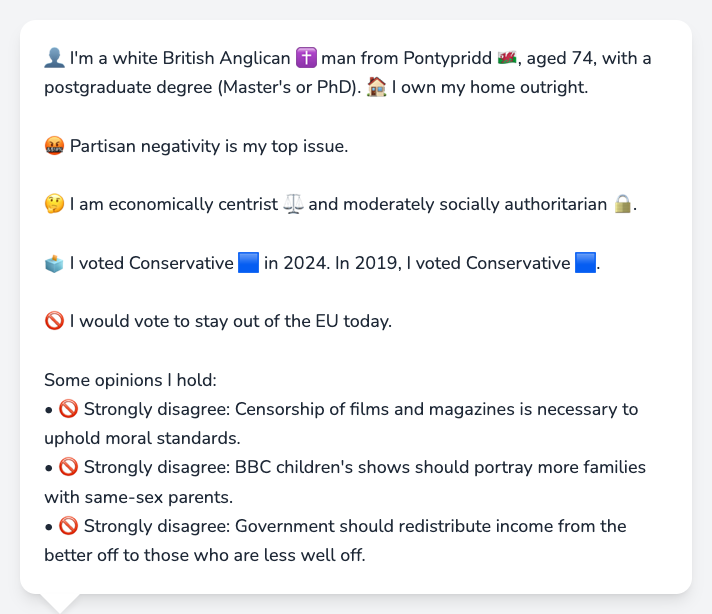 👤 I'm a white British Anglican ✝️ man from Pontypridd 🏴󠁧󠁢󠁷󠁬󠁳󠁿, aged 74, with a
postgraduate degree (Master's or PhD). 🏠 I own my home outright.
🤬 Partisan negativity is my top issue.
🤔 I am economically centrist ⚖️ and moderately socially authoritarian 🔒.
🗳️ I voted Conservative 🟦 in 2024. In 2019, I voted Conservative 🟦.
🚫 I would vote to stay out of the EU today.
Some opinions I hold:
• 🚫 Strongly disagree: Censorship of films and magazines is necessary to
uphold moral standards.
• 🚫 Strongly disagree: BBC children's shows should portray more families
with same-sex parents.
• 🚫 Strongly disagree: Government should redistribute income from the
better off to those who are less well off.